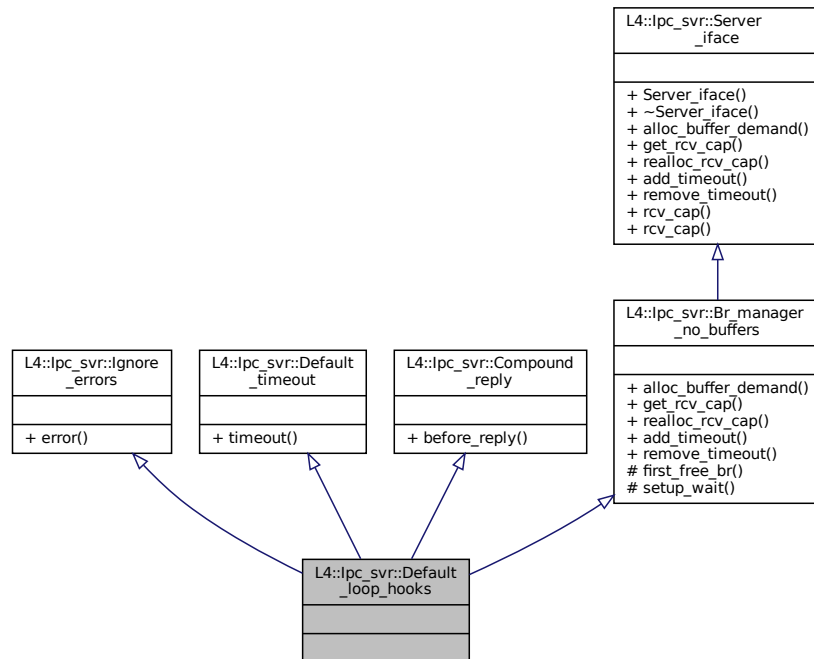 L4::Ipc_svr::Server
_iface
+ Server_iface()
+ ~Server_iface()
+ alloc_buffer_demand()
+ get_rcv_cap()
+ realloc_rcv_cap()
+ add_timeout()
+ remove_timeout()
+ rcv_cap()
+ rcv_cap()
L4::Ipc_svr::Ignore
_errors
+ error()
L4::Ipc_svr::Default
_timeout
+ timeout()
L4::Ipc_svr::Compound
_reply
+ before_reply()
L4::Ipc_svr::Br_manager
_no_buffers
+ alloc_buffer_demand()
+ get_rcv_cap()
+ realloc_rcv_cap()
+ add_timeout()
+ remove_timeout()
# first_free_br()
# setup_wait()
L4::Ipc_svr::Default
_loop_hooks